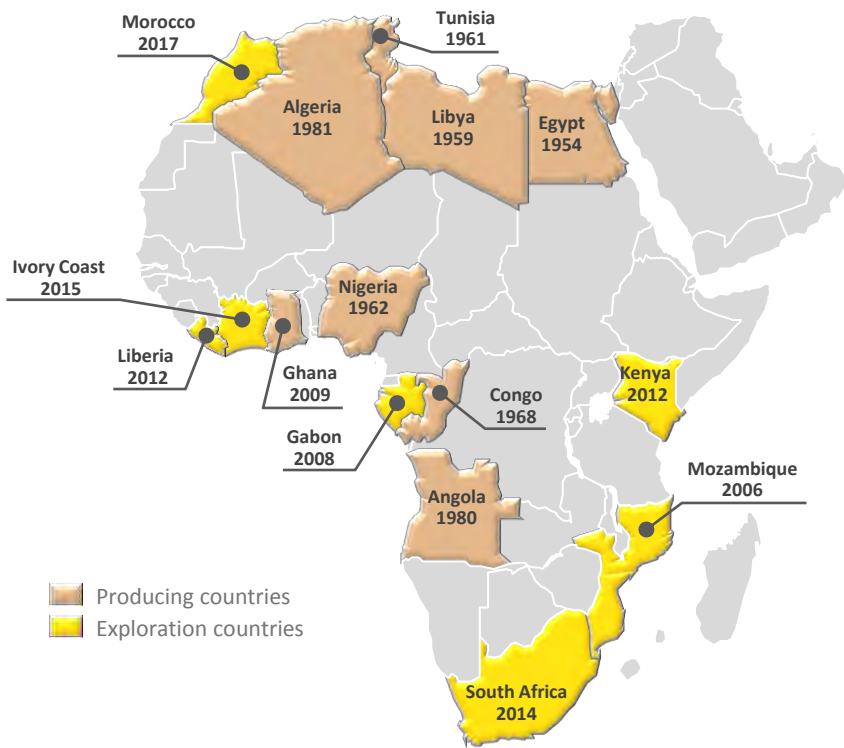 Morocco
2017
Tunisia
1961
Algeria
1981
Libya
1959
Egypt
1954
Ivory Coast
2015
Nigeria
1962
Liberia
2012
Ghana
2009
Gabon
2008
Congo
1968
Kenya
2012
Mozambique
2006
Angola
1980
Producing countries
Exploration countries
South Africa
2014